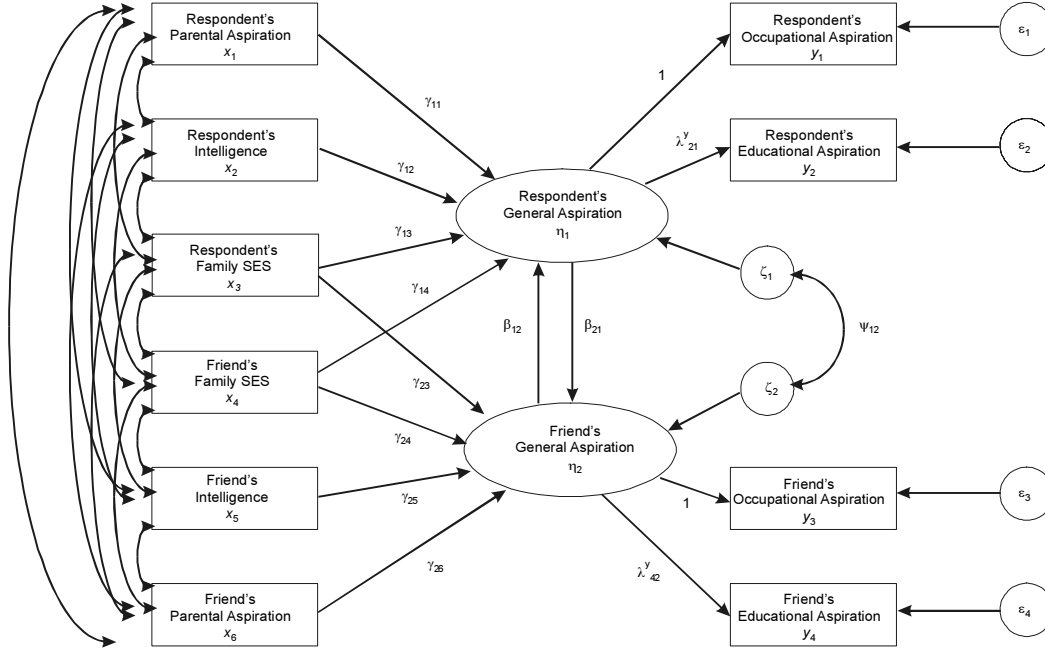 Respondent's
Parental Aspiration
x₁
Respondent's
Intelligence
x₂
Respondent's
Family SES
x₃
Friend's
Family SES
x₄
Friend's
Intelligence
x₅
Friend's
Parental Aspiration
x₆
γ₁₁
γ₁₂
γ₁₃
γ₁₄
γ₂₃
γ₂₄
γ₂₅
γ₂₆
Respondent's
General Aspiration
η₁
β₁₂
β₂₁
Friend's
General Aspiration
η₂
1
λʸ₂₁
1
λʸ₄₂
ζ₁
ψ₁₂
ζ₂
Respondent's
Occupational Aspiration
y₁
Respondent's
Educational Aspiration
y₂
Friend's
Occupational Aspiration
y₃
Friend's
Educational Aspiration
y₄
ε₁
ε₂
ε₃
ε₄